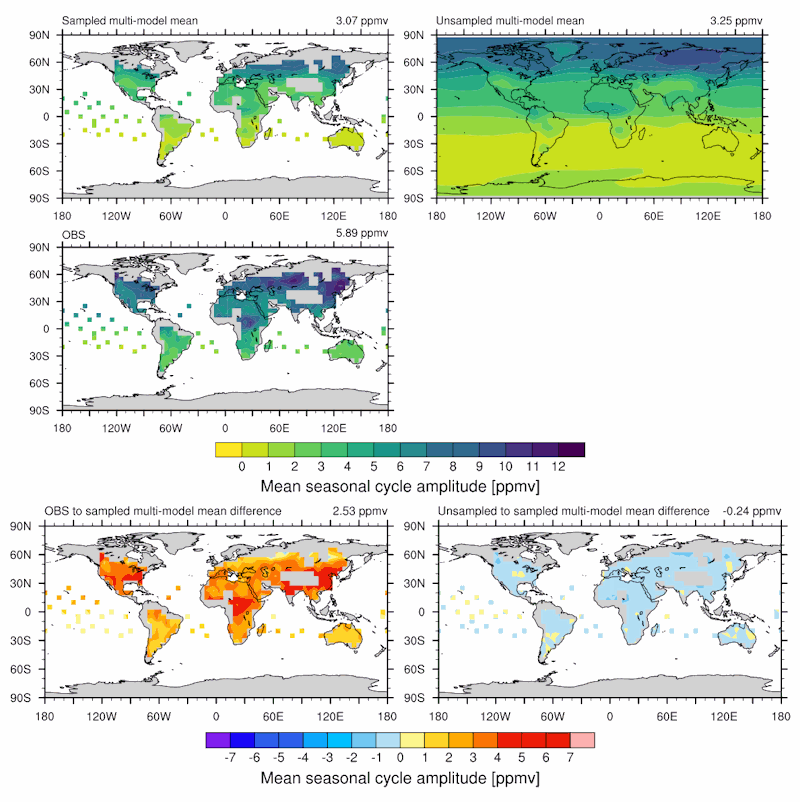 Sampled multi-model mean 3.07 ppmv
Unsampled multi-model mean 3.25 ppmv
90N 90N
60N 60N
30N 30N
0 0
30S 30S
60S 60S
90S 90S
180 120W 60W 0 60E 120E 180
180 120W 60W 0 60E 120E 180
OBS 5.89 ppmv
90N
60N
30N
0
30S
60S
90S
180 120W 60W 0 60E 120E 180
0 1 2 3 4 5 6 7 8 9 10 11 12
Mean seasonal cycle amplitude [ppmv]
OBS to sampled multi-model mean difference 2.53 ppmv
Unsampled to sampled multi-model mean difference -0.24 ppmv
90N 90N
60N 60N
30N 30N
0 0
30S 30S
60S 60S
90S 90S
180 120W 60W 0 60E 120E 180
180 120W 60W 0 60E 120E 180
-7 -6 -5 -4 -3 -2 -1 0 1 2 3 4 5 6 7
Mean seasonal cycle amplitude [ppmv]